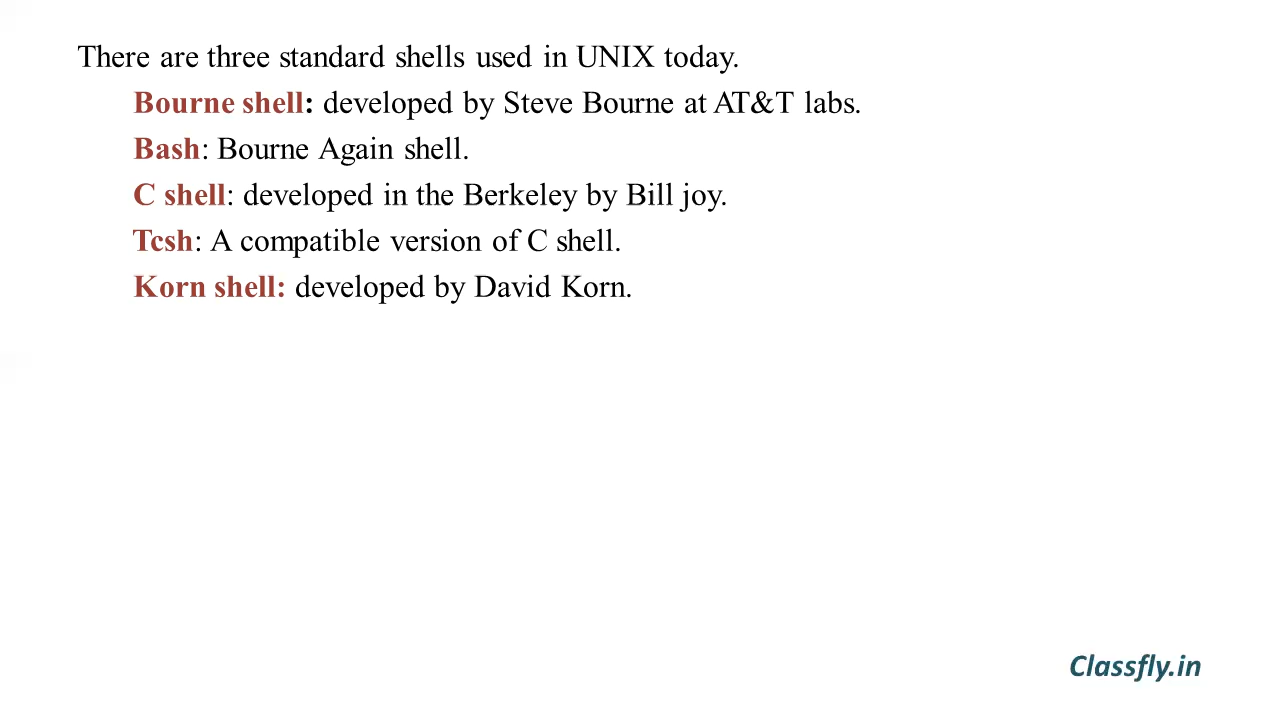 There are three standard shells used in UNIX today.
Bourne shell: developed by Steve Bourne at AT&T labs.
Bash: Bourne Again shell.
C shell: developed in the Berkeley by Bill joy.
Tcsh: A compatible version of C shell.
Korn shell: developed by David Korn.
Classfly.in